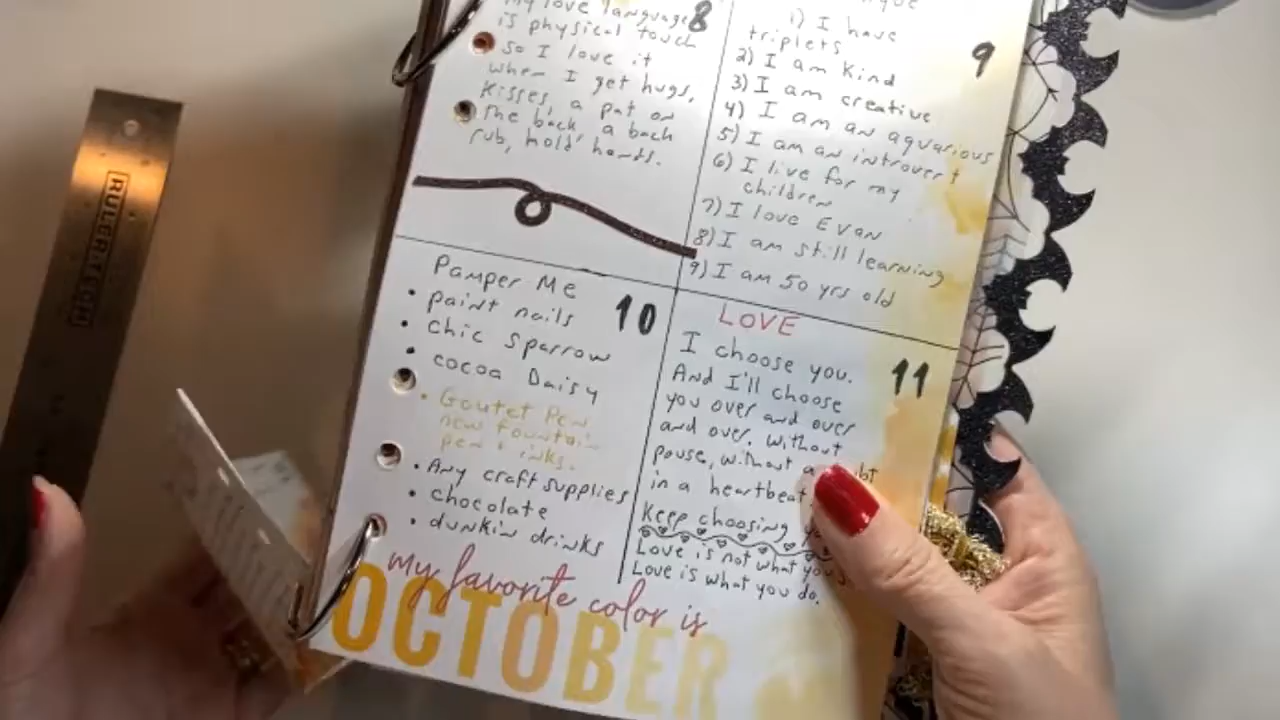 my love language
is physical touch
so I love it
when I get hugs,
kisses, a pat on
the back, a back
rub, hold hands.
8
1) I have
triplets
2) I am kind
3) I am creative
4) I am an aquarious
5) I am an introvert
6) I live for my
children
7) I love Evan
8) I am still learning
9) I am 50 yrs old
9
Pamper Me
• paint nails
• chic sparrow
• cocoa Daisy
• Goutet Pen
new fountain
pen + inks.
• Any craft supplies
• chocolate
• dunkin drinks
10
LOVE
I choose you.
And I'll choose
you over and over
and over. without
pause, without a
in a heartbeat
Keep choosing
Love is not what you
Love is what you do.
11
my favorite color is
OCTOBER
RULER.TECH